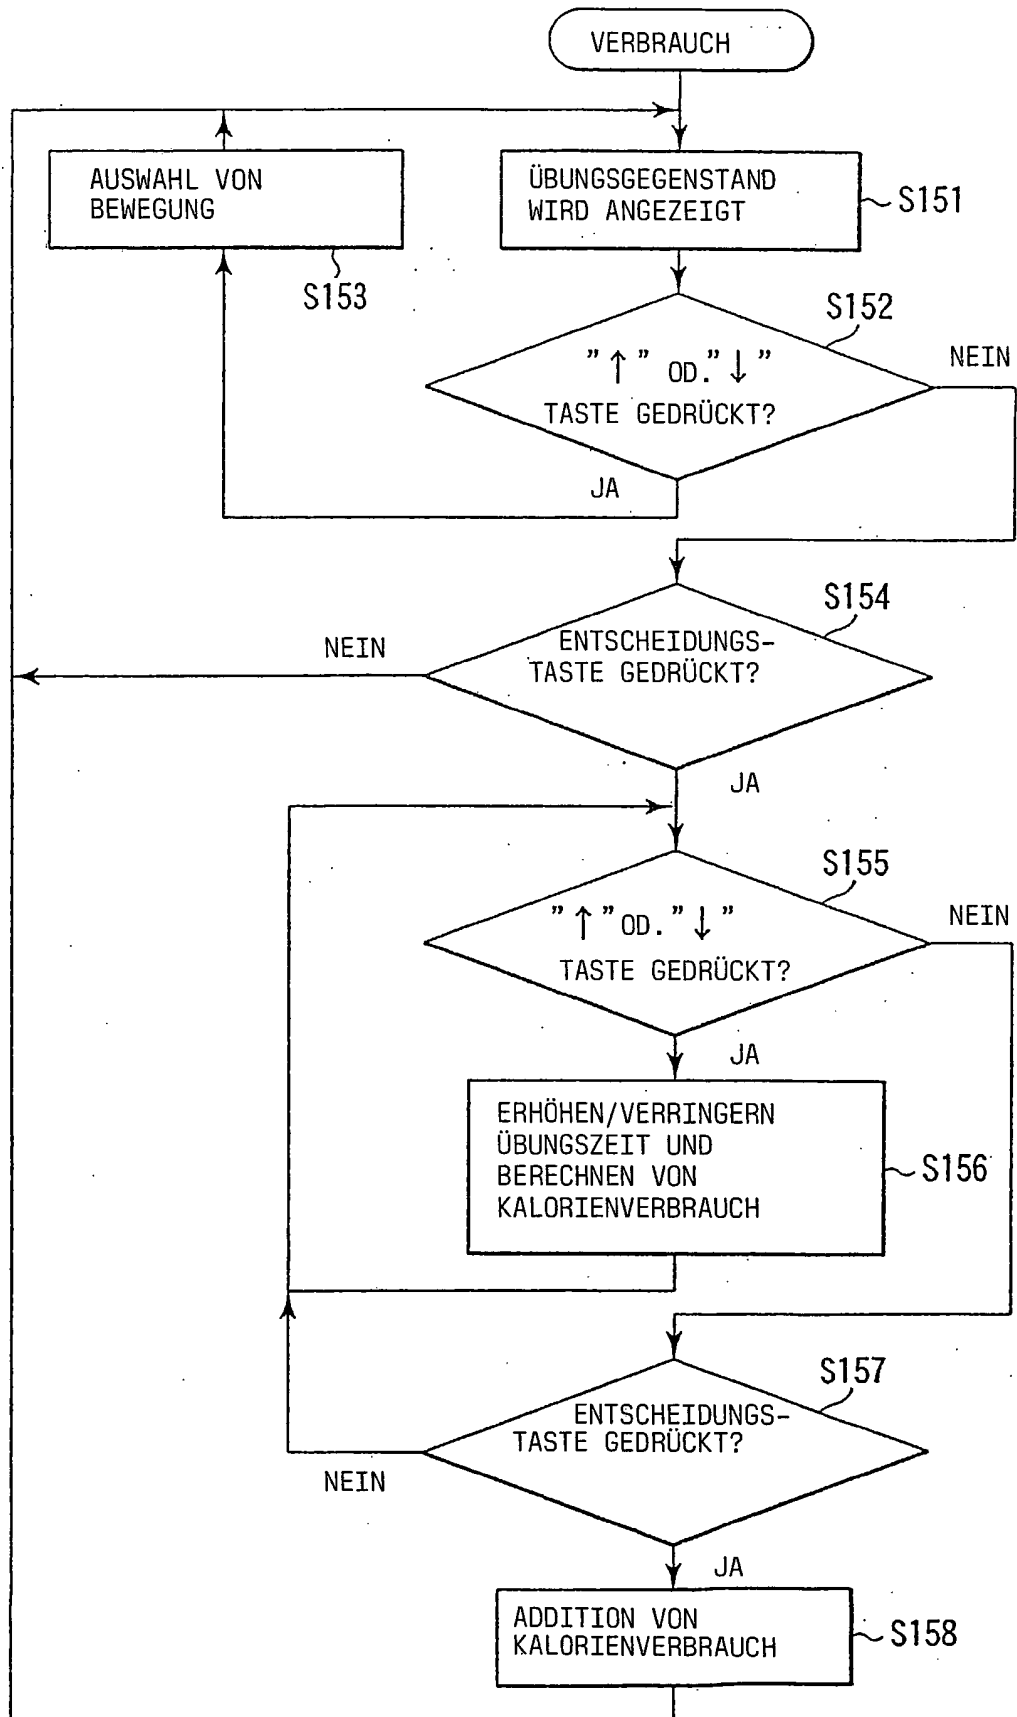 VERBRAUCH
AUSWAHL VON
BEWEGUNG
S153
ÜBUNGSGEGENSTAND
WIRD ANGEZEIGT
S151
S152
"↑" OD."↓"
TASTE GEDRÜCKT?
NEIN
JA
S154
ENTSCHEIDUNGS-
TASTE GEDRÜCKT?
NEIN
JA
S155
"↑"OD."↓"
TASTE GEDRÜCKT?
NEIN
JA
ERHÖHEN/VERRINGERN
ÜBUNGSZEIT UND
BERECHNEN VON
KALORIENVERBRAUCH
S156
S157
ENTSCHEIDUNGS-
TASTE GEDRÜCKT?
NEIN
JA
ADDITION VON
KALORIENVERBRAUCH
S158